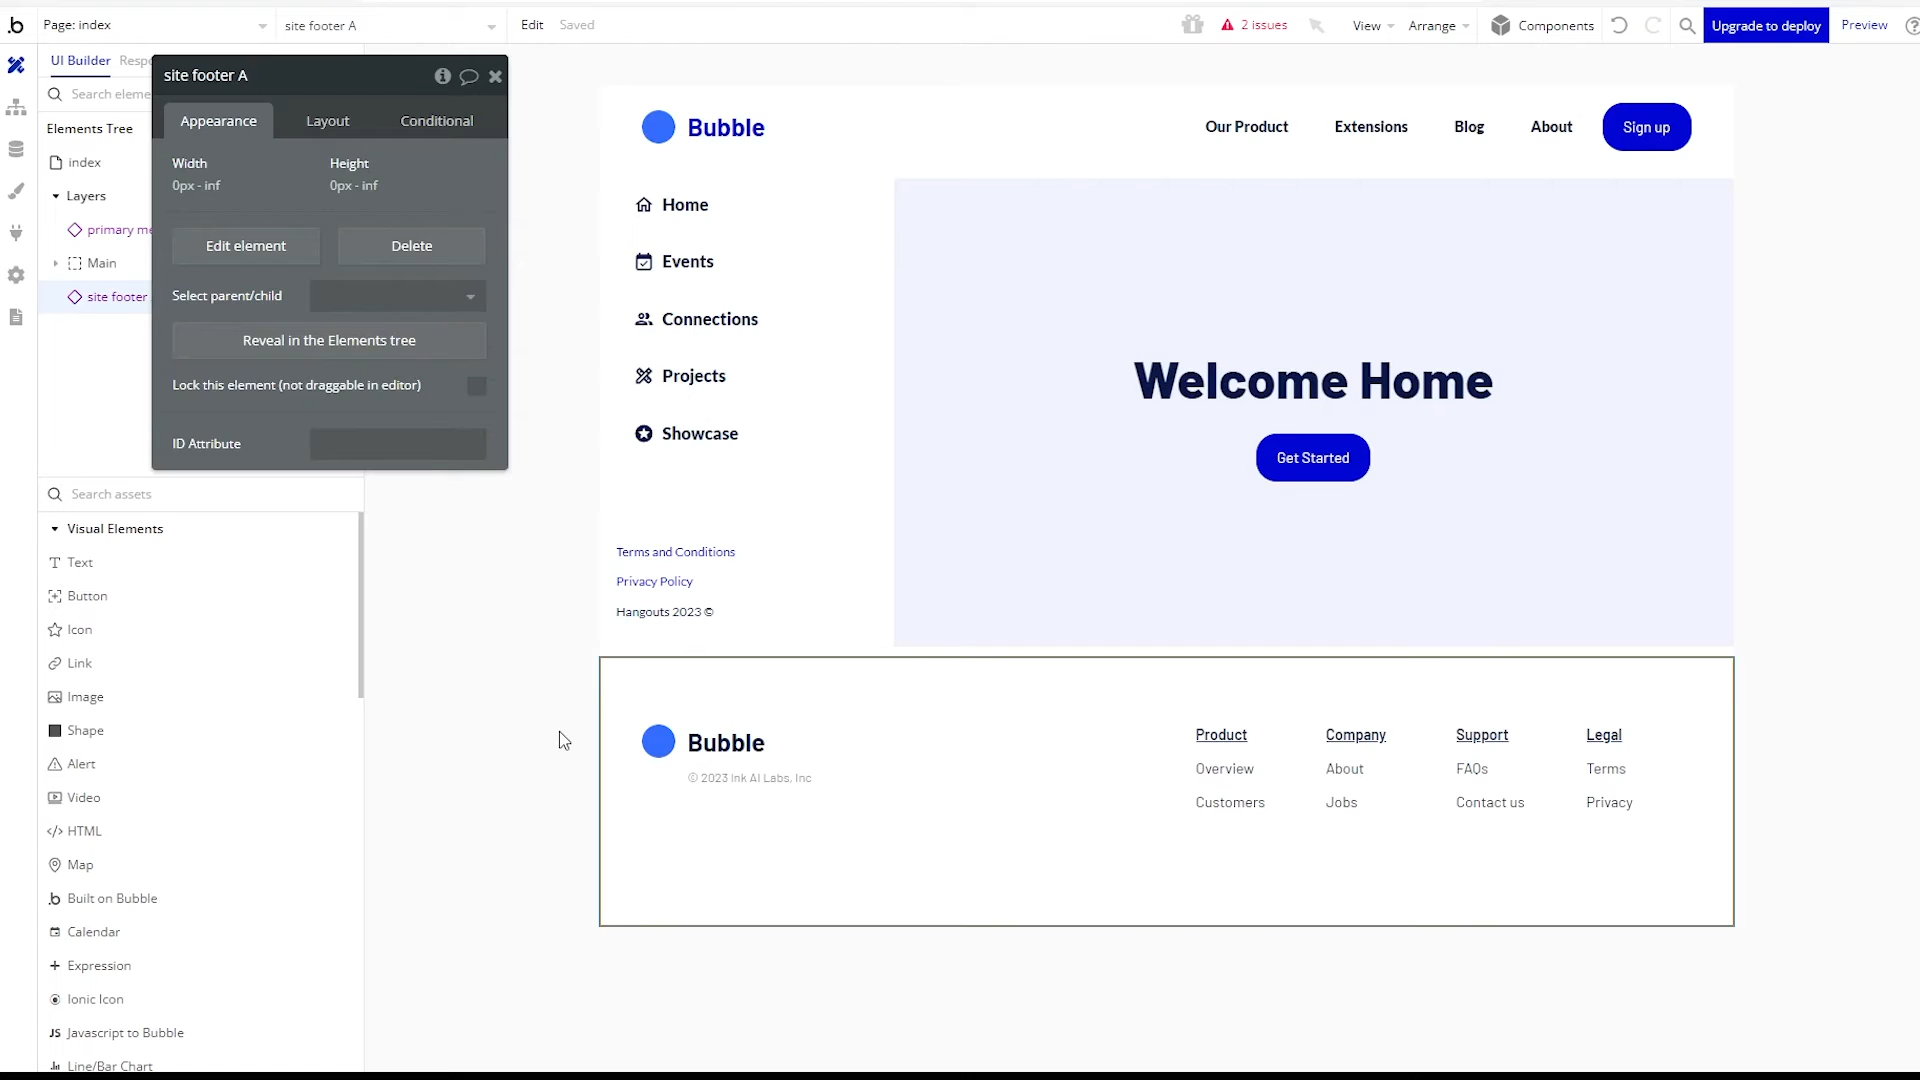 Page: index
site footer A
Edit
Saved
2 issues
View
Arrange
Components
Upgrade to deploy
Preview
UI Builder
Respo
Search eleme
Elements Tree
index
Layers
primary me
Main
site footer
site footer A
Appearance
Layout
Conditional
Width
Height
0px - inf
0px - inf
Edit element
Delete
Select parent/child
Reveal in the Elements tree
Lock this element (not draggable in editor)
ID Attribute
Search assets
Visual Elements
Text
Button
Icon
Link
Image
Shape
Alert
Video
</> HTML
Map
Built on Bubble
Calendar
Expression
Ionic Icon
JS Javascript to Bubble
Line/Bar Chart
Bubble
Our Product
Extensions
Blog
About
Sign up
Home
Events
Connections
Projects
Showcase
Terms and Conditions
Privacy Policy
Hangouts 2023 ©
Welcome Home
Get Started
Bubble
© 2023 Ink AI Labs, Inc
Product
Company
Support
Legal
Overview
About
FAQs
Terms
Customers
Jobs
Contact us
Privacy